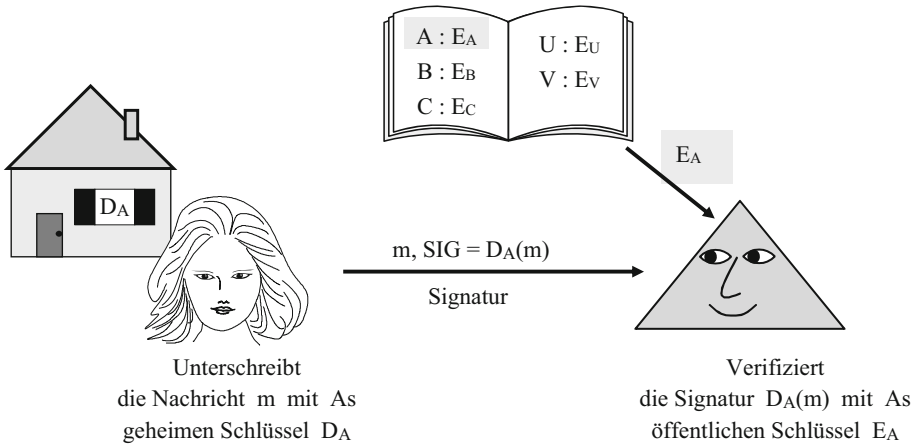 A : EA
B : EB
C : EC
U : EU
V : EV
EA
DA
m, SIG = DA(m)
Signatur
Unterschreibt
die Nachricht m mit As
geheimen Schlüssel DA
Verifiziert
die Signatur DA(m) mit As
öffentlichen Schlüssel EA